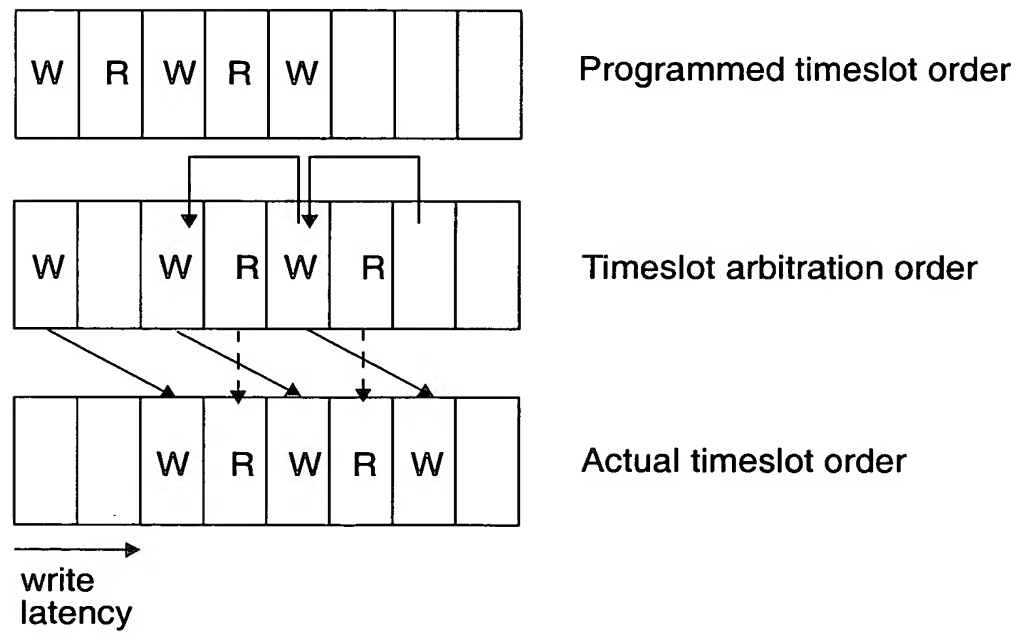 W R W R W Programmed timeslot order
W W R W R Timeslot arbitration order
W R W R W Actual timeslot order
write
latency